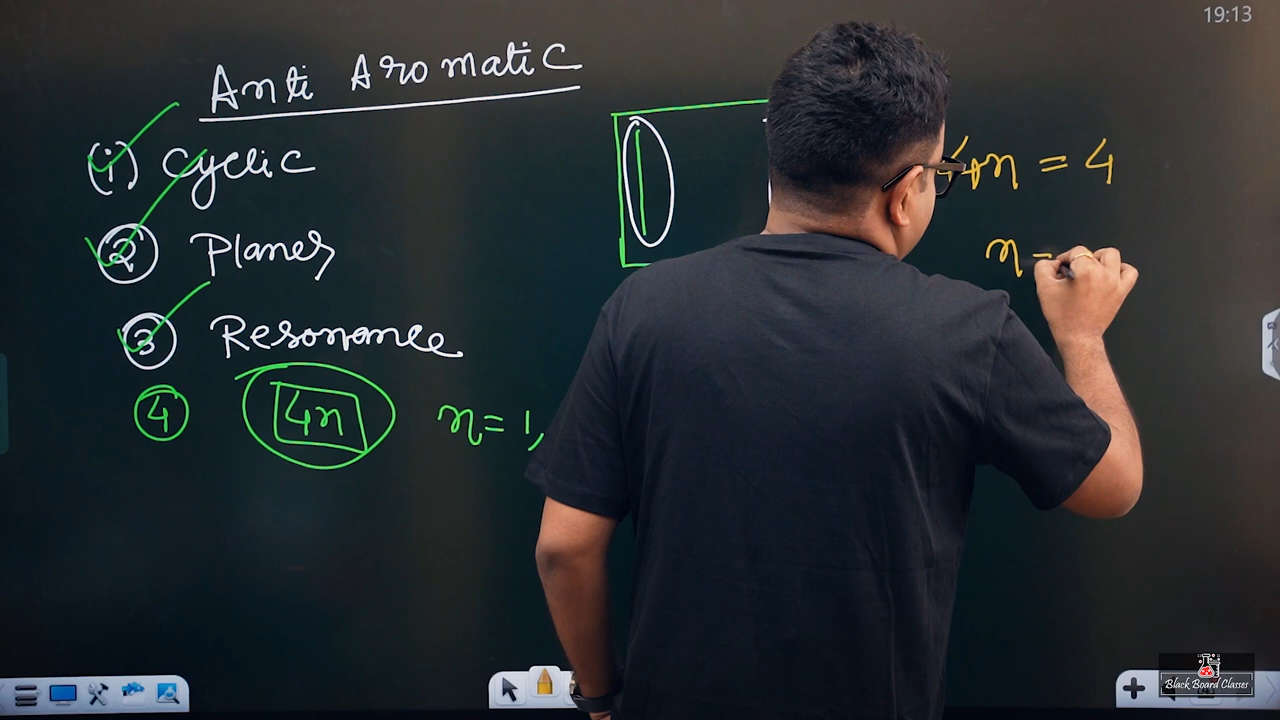 19:13
Anti Aromatic
(i) Cyclic
4n = 4
2 Planer
n =
3 Resonance
4 4n n = 1,
Black Board Classes